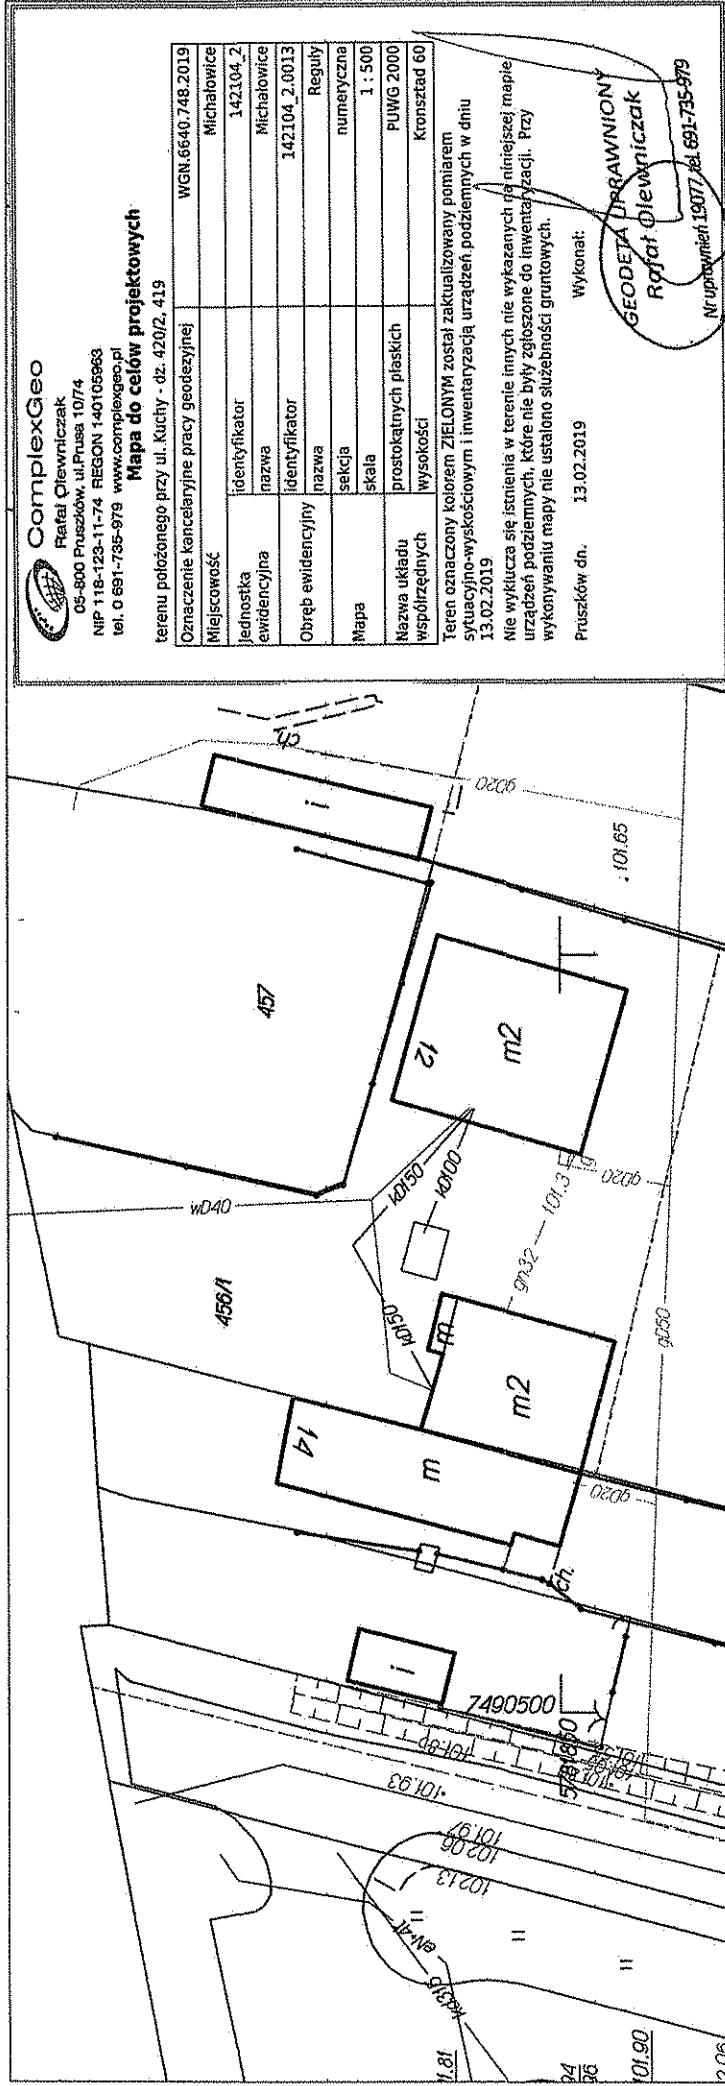 ComplexGeo
Rafał Olewniczak
05-800 Pruszków, ul.Prusa 10/74
NIP 118-123-11-74 REGON 140105963
tel. 0 691-735-979 www.complexgeo.pl
Mapa do celów projektowych
terenu położonego przy ul. Kuchy - dz. 420/2, 419
Oznaczenie kancelaryjne pracy geodezyjnej WGN.6640.748.2019
Miejscowość Michałowice
Jednostka ewidencyjna identyfikator 142104_2
nazwa Michałowice
Obręb ewidencyjny identyfikator 142104_2.0013
nazwa Reguły
Mapa sekcja numeryczna
skala 1 : 500
Nazwa układu współrzędnych prostokątnych płaskich PUWG 2000
wysokości Kronsztad 60
Teren oznaczony kolorem ZIELONYM został zaktualizowany pomiarem
sytuacyjno-wyskościowym i inwentaryzacją urządzeń podziemnych w dniu
13.02.2019
Nie wyklucza się istnienia w terenie innych nie wykazanych na niniejszej mapie
urządzeń podziemnych, które nie były zgłoszone do inwentaryzacji. Przy
wykonywaniu mapy nie ustalono służebności gruntowych.
Pruszków dn. 13.02.2019 Wykonał:
GEODETA UPRAWNIONY
Rafał Olewniczak
Nr uprawnień 19077, tel. 691-735-979
457
456/1
wD40
kD150
kD100
kD150
12
m2
m2
m
14
m
i
i
ch.
ch.
g
gD20
gD20
gD20
gD50
gn32
101.3
101.65
7490500
101.93
101.97
102.06
102.13
kd315
eN-4t
101.90